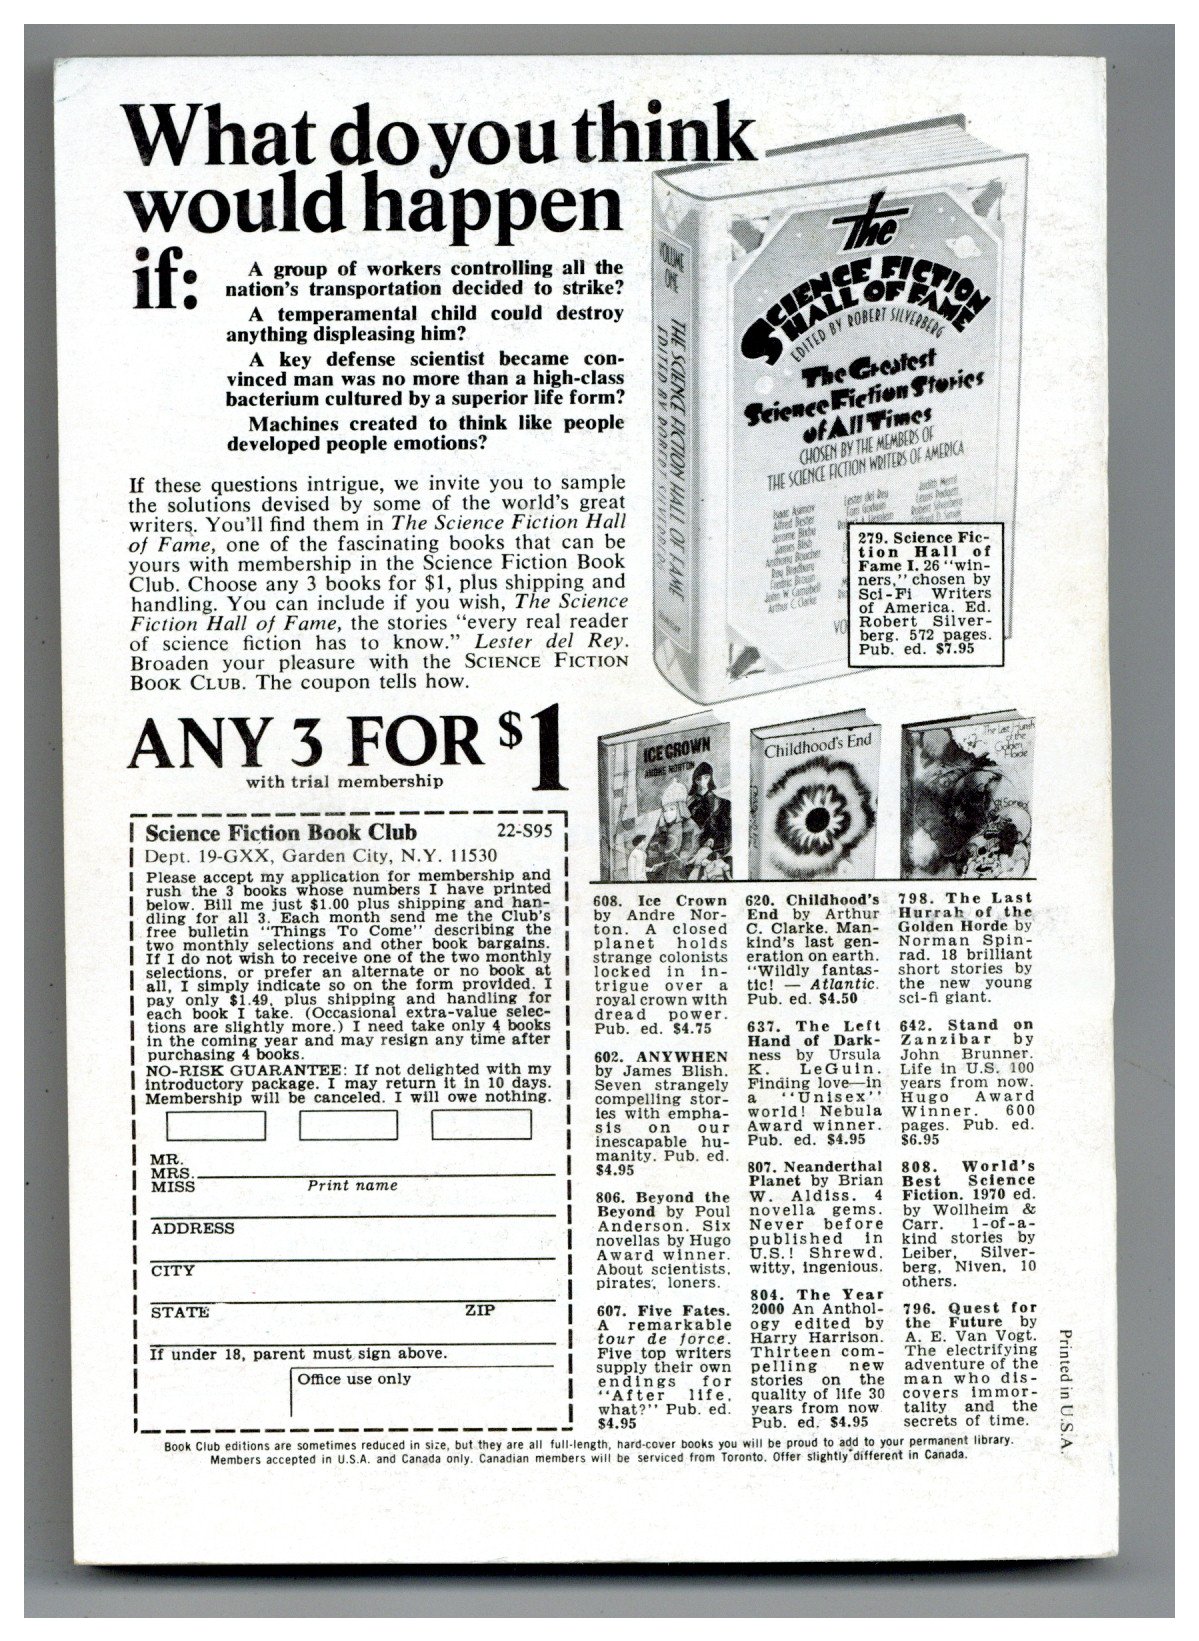 What do you think
would happen
if:
A group of workers controlling all the
nation's transportation decided to strike?
A temperamental child could destroy
anything displeasing him?
A key defense scientist became con-
vinced man was no more than a high-class
bacterium cultured by a superior life form?
Machines created to think like people
developed people emotions?
If these questions intrigue, we invite you to sample
the solutions devised by some of the world's great
writers. You'll find them in The Science Fiction Hall
of Fame, one of the fascinating books that can be
yours with membership in the Science Fiction Book
Club. Choose any 3 books for $1, plus shipping and
handling. You can include if you wish, The Science
Fiction Hall of Fame, the stories "every real reader
of science fiction has to know." Lester del Rey.
Broaden your pleasure with the SCIENCE FICTION
BOOK CLUB. The coupon tells how.
VOLUME
ONE
THE SCIENCE FICTION HALL OF FAME
EDITED BY ROBERT SILVERBERG
The
SCIENCE FICTION
HALL OF FAME
EDITED BY ROBERT SILVERBERG
The Greatest
Science Fiction Stories
of All Times
CHOSEN BY THE MEMBERS OF
THE SCIENCE FICTION WRITERS OF AMERICA
Isaac Asimov
Alfred Bester
Jerome Bixby
James Blish
Anthony Boucher
Ray Bradbury
Fredric Brown
John W. Campbell
Arthur C. Clarke
Lester del Rey
Tom Godwin
Judith Merril
Lewis Padgett
279. Science Fic-
tion Hall of
Fame I. 26 "win-
ners," chosen by
Sci-Fi Writers
of America. Ed.
Robert Silver-
berg. 572 pages.
Pub. ed. $7.95
ANY 3 FOR $1
with trial membership
Science Fiction Book Club 22-S95
Dept. 19-GXX, Garden City, N.Y. 11530
Please accept my application for membership and
rush the 3 books whose numbers I have printed
below. Bill me just $1.00 plus shipping and han-
dling for all 3. Each month send me the Club's
free bulletin "Things To Come" describing the
two monthly selections and other book bargains.
If I do not wish to receive one of the two monthly
selections, or prefer an alternate or no book at
all, I simply indicate so on the form provided. I
pay only $1.49, plus shipping and handling for
each book I take. (Occasional extra-value selec-
tions are slightly more.) I need take only 4 books
in the coming year and may resign any time after
purchasing 4 books.
NO-RISK GUARANTEE: If not delighted with my
introductory package. I may return it in 10 days.
Membership will be canceled. I will owe nothing.
MR.
MRS.
MISS Print name
ADDRESS
CITY
STATE ZIP
If under 18, parent must sign above.
Office use only
ICE CROWN
ANDRE NORTON
Childhood's End
The Last Hurrah
of the
Golden
Horde
608. Ice Crown
by Andre Nor-
ton. A closed
planet holds
strange colonists
locked in in-
trigue over a
royal crown with
dread power.
Pub. ed. $4.75
602. ANYWHEN
by James Blish.
Seven strangely
compelling stor-
ies with empha-
sis on our
inescapable hu-
manity. Pub. ed.
$4.95
806. Beyond the
Beyond by Poul
Anderson. Six
novellas by Hugo
Award winner.
About scientists,
pirates, loners.
607. Five Fates.
A remarkable
tour de force.
Five top writers
supply their own
endings for
"After life,
what?" Pub. ed.
$4.95
620. Childhood's
End by Arthur
C. Clarke. Man-
kind's last gen-
eration on earth.
"Wildly fantas-
tic! — Atlantic.
Pub. ed. $4.50
637. The Left
Hand of Dark-
ness by Ursula
K. LeGuin.
Finding love—in
a "Unisex"
world! Nebula
Award winner.
Pub. ed. $4.95
807. Neanderthal
Planet by Brian
W. Aldiss. 4
novella gems.
Never before
published in
U.S.! Shrewd,
witty, ingenious.
804. The Year
2000 An Anthol-
ogy edited by
Harry Harrison.
Thirteen com-
pelling new
stories on the
quality of life 30
years from now
Pub. ed. $4.95
798. The Last
Hurrah of the
Golden Horde by
Norman Spin-
rad. 18 brilliant
short stories by
the new young
sci-fi giant.
642. Stand on
Zanzibar by
John Brunner.
Life in U.S. 100
years from now.
Hugo Award
Winner. 600
pages. Pub. ed.
$6.95
808. World's
Best Science
Fiction. 1970 ed.
by Wollheim &
Carr. 1-of-a-
kind stories by
Leiber, Silver-
berg, Niven, 10
others.
796. Quest for
the Future by
A. E. Van Vogt.
The electrifying
adventure of the
man who dis-
covers immor-
tality and the
secrets of time.
Printed in U.S.A.
Book Club editions are sometimes reduced in size, but they are all full-length, hard-cover books you will be proud to add to your permanent library.
Members accepted in U.S.A. and Canada only. Canadian members will be serviced from Toronto. Offer slightly different in Canada.